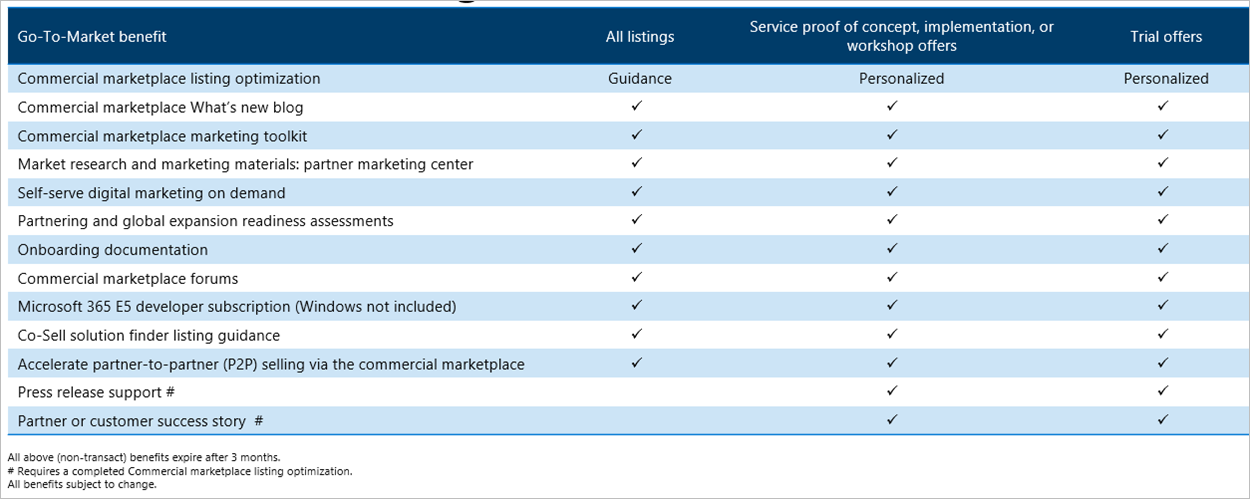 Go-To-Market benefit All listings Service proof of concept, implementation, or workshop offers Trial offers
Commercial marketplace listing optimization Guidance Personalized Personalized
Commercial marketplace What's new blog ✓ ✓ ✓
Commercial marketplace marketing toolkit ✓ ✓ ✓
Market research and marketing materials: partner marketing center ✓ ✓ ✓
Self-serve digital marketing on demand ✓ ✓ ✓
Partnering and global expansion readiness assessments ✓ ✓ ✓
Onboarding documentation ✓ ✓ ✓
Commercial marketplace forums ✓ ✓ ✓
Microsoft 365 E5 developer subscription (Windows not included) ✓ ✓ ✓
Co-Sell solution finder listing guidance ✓ ✓ ✓
Accelerate partner-to-partner (P2P) selling via the commercial marketplace ✓ ✓ ✓
Press release support # ✓ ✓
Partner or customer success story # ✓ ✓
All above (non-transact) benefits expire after 3 months.
# Requires a completed Commercial marketplace listing optimization.
All benefits subject to change.